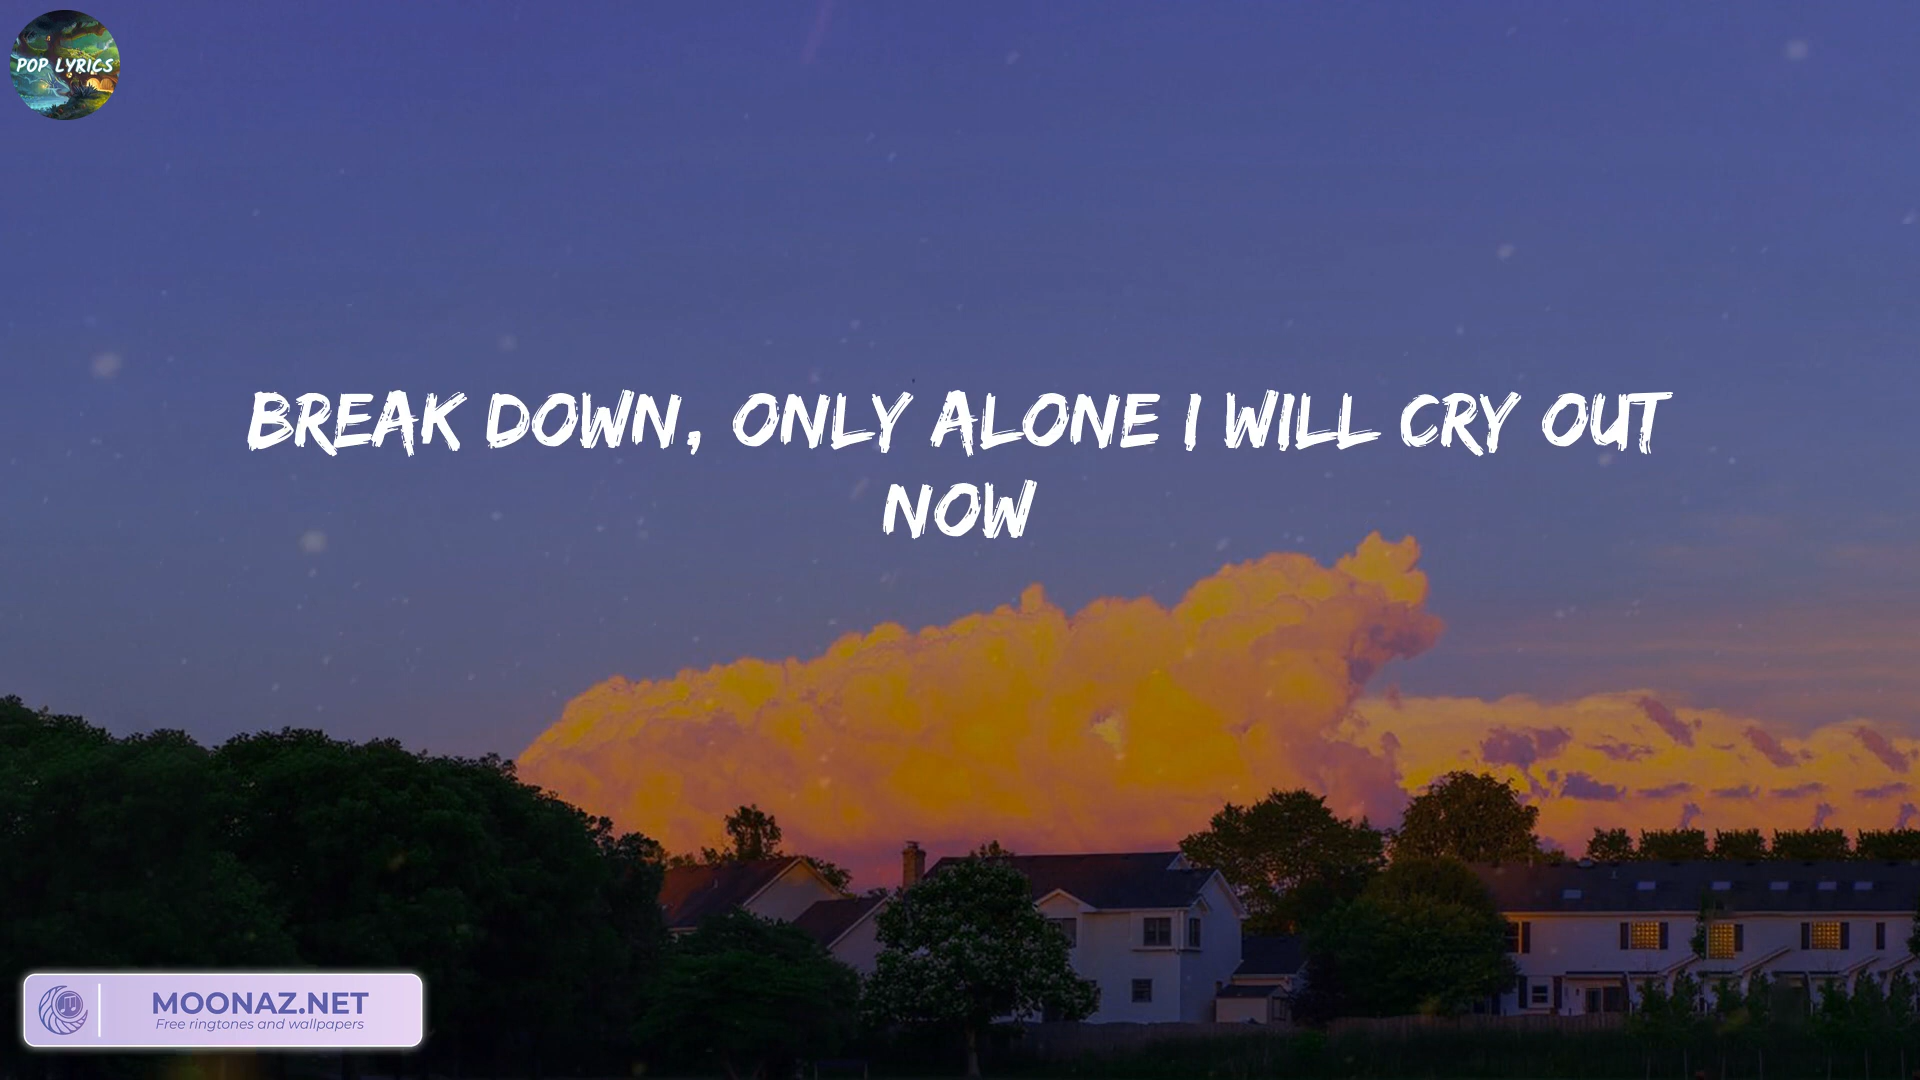 POP LYRICS
BREAK DOWN, ONLY ALONE I WILL CRY OUT
NOW
MOONAZ.NET
Free ringtones and wallpapers